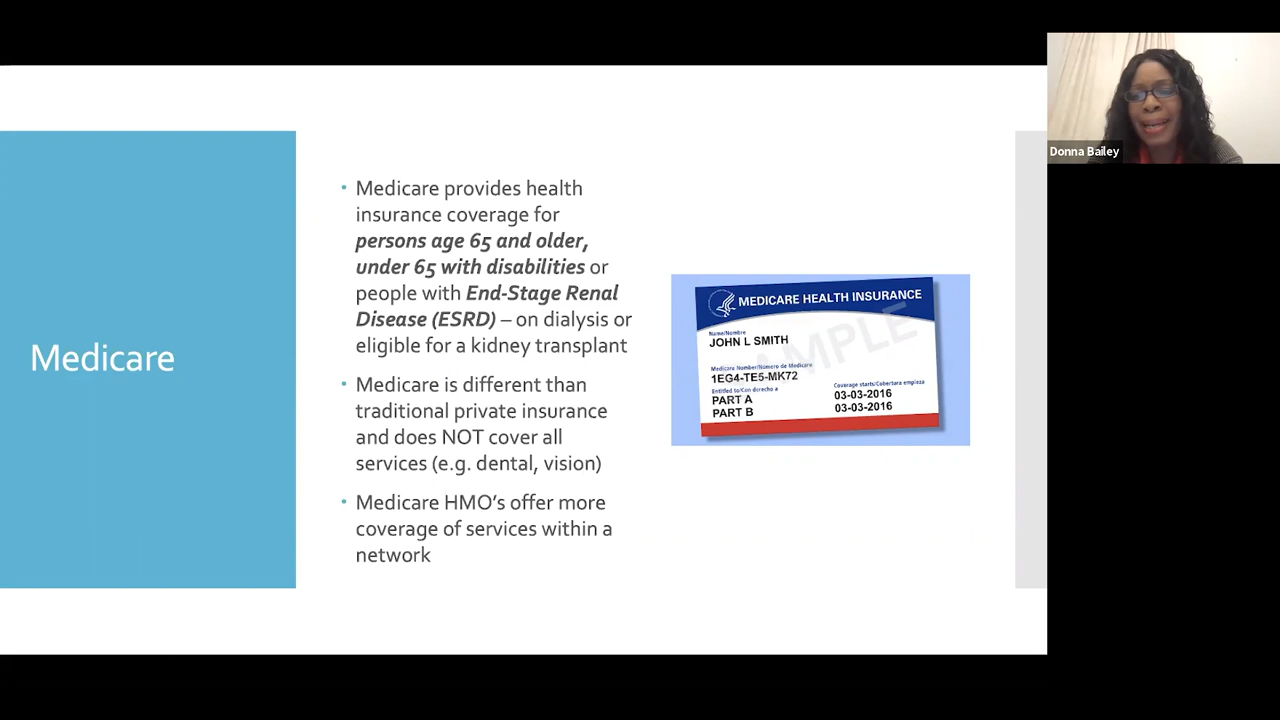 Medicare
• Medicare provides health
insurance coverage for
persons age 65 and older,
under 65 with disabilities or
people with End-Stage Renal
Disease (ESRD) – on dialysis or
eligible for a kidney transplant
• Medicare is different than
traditional private insurance
and does NOT cover all
services (e.g. dental, vision)
• Medicare HMO's offer more
coverage of services within a
network
MEDICARE HEALTH INSURANCE
Name/Nombre
JOHN L SMITH
Medicare Number/Número de Medicare
1EG4-TE5-MK72
Entitled to/Con derecho a
PART A
PART B
Coverage starts/Cobertura empieza
03-03-2016
03-03-2016
AMPLE
Donna Bailey